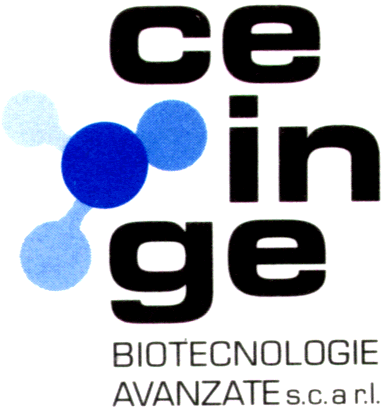 ce
in
ge
BIOTECNOLOGIE
AVANZATE s.c.a r.l.